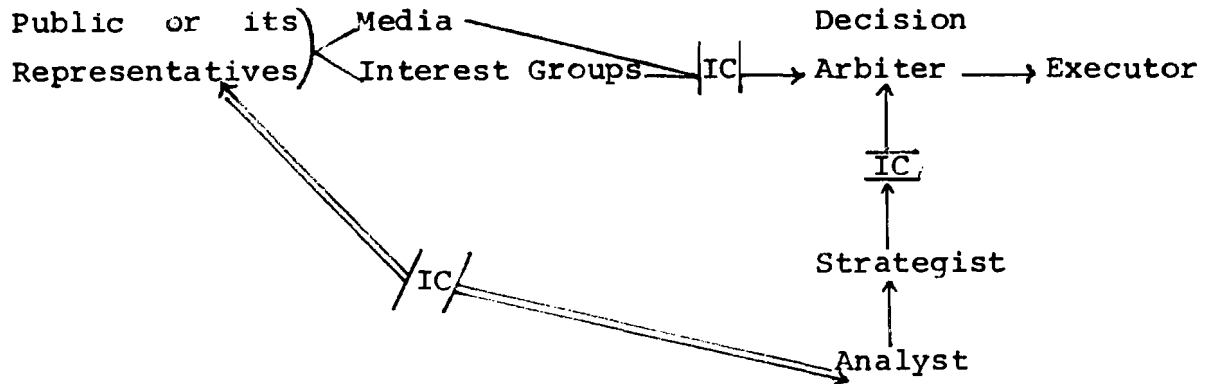 Public or its Media Decision
Representatives Interest Groups IC Arbiter Executor
IC
Strategist
IC
Analyst